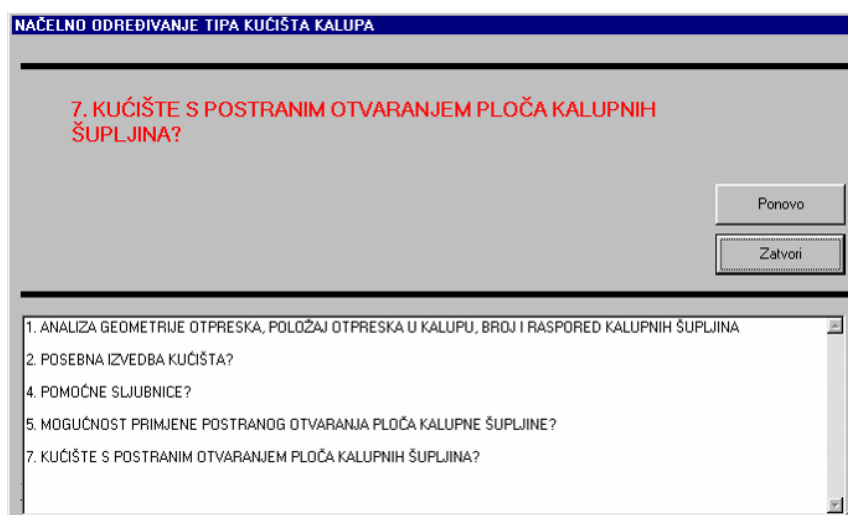 NAČELNO ODREĐIVANJE TIPA KUĆIŠTA KALUPA
7. KUĆIŠTE S POSTRANIM OTVARANJEM PLOČA KALUPNIH
ŠUPLJINA?
Ponovo
Zatvori
1. ANALIZA GEOMETRIJE OTPRESKA, POLOŽAJ OTPRESKA U KALUPU, BROJ I RASPORED KALUPNIH ŠUPLJINA
2. POSEBNA IZVEDBA KUĆIŠTA?
4. POMOĆNE SLJUBNICE?
5. MOGUĆNOST PRIMJENE POSTRANOG OTVARANJA PLOČA KALUPNE ŠUPLJINE?
7. KUĆIŠTE S POSTRANIM OTVARANJEM PLOČA KALUPNIH ŠUPLJINA?